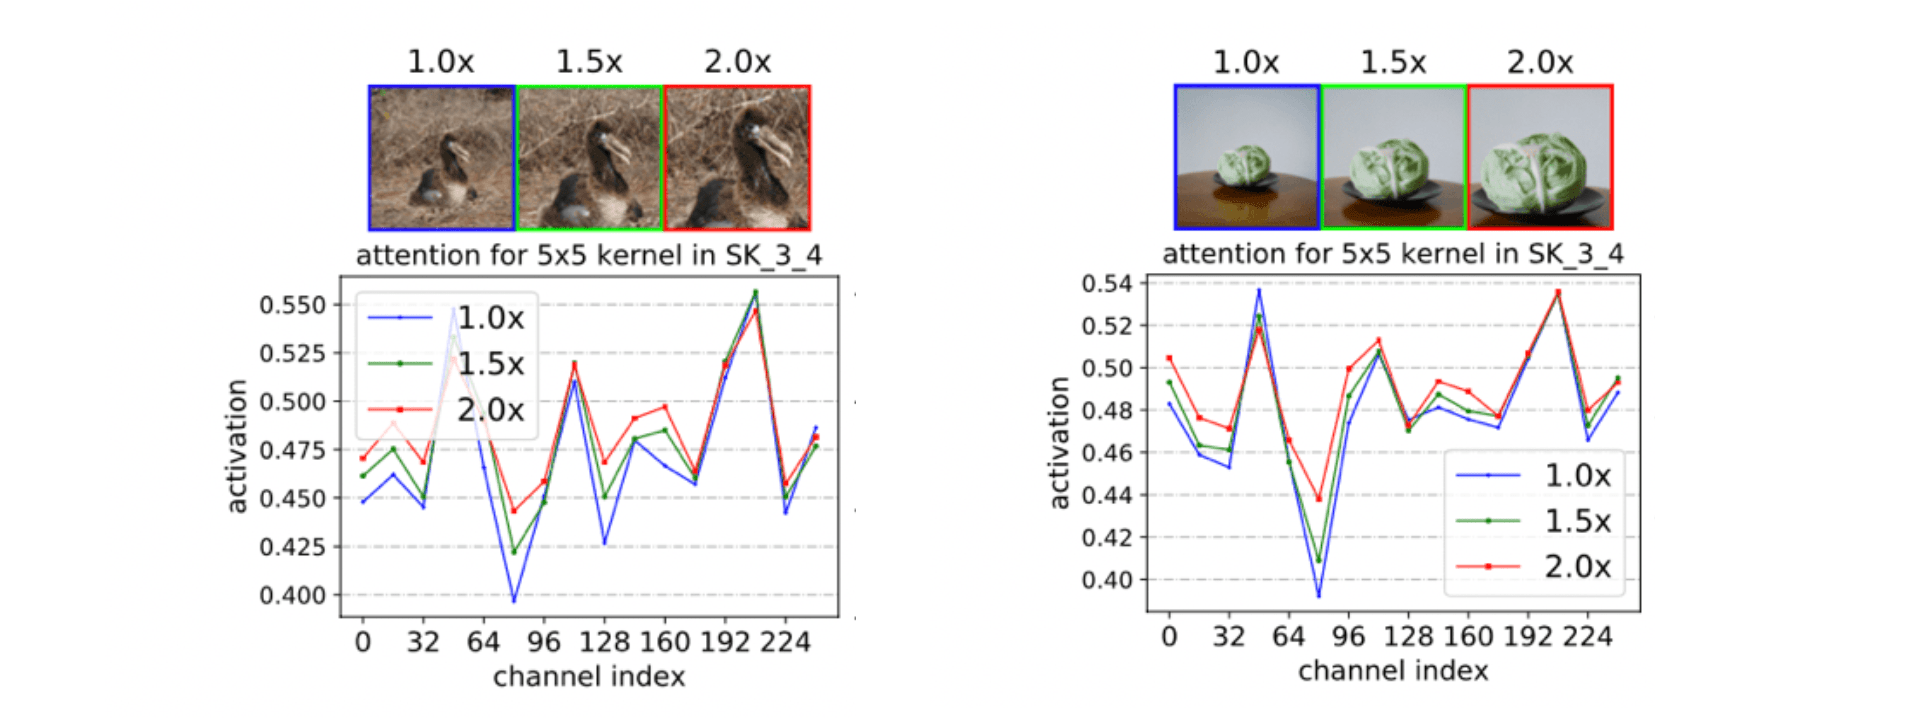 1.0x 1.5x 2.0x
attention for 5x5 kernel in SK_3_4
0.550
0.525
0.500
0.475
0.450
0.425
0.400
activation
1.0x
1.5x
2.0x
0 32 64 96 128 160 192 224
channel index
1.0x 1.5x 2.0x
attention for 5x5 kernel in SK_3_4
0.54
0.52
0.50
0.48
0.46
0.44
0.42
0.40
activation
1.0x
1.5x
2.0x
0 32 64 96 128 160 192 224
channel index